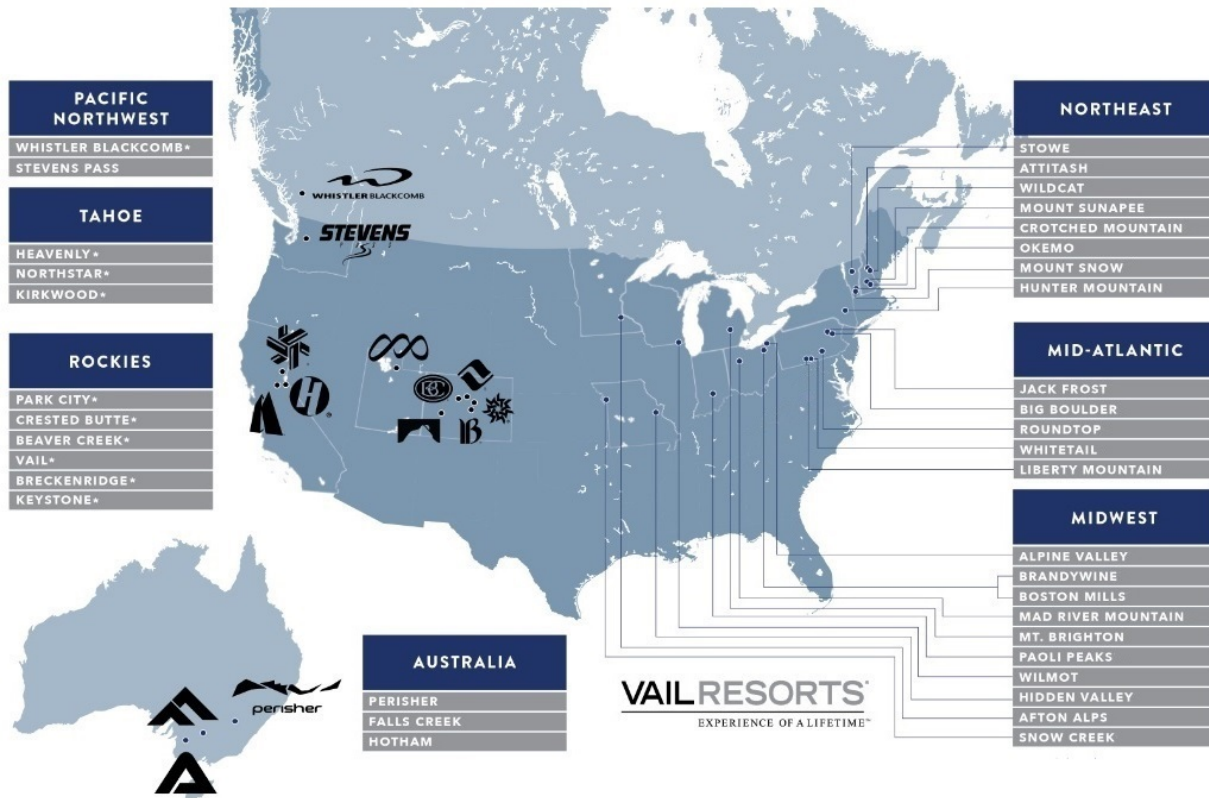 PACIFIC
NORTHWEST
WHISTLER BLACKCOMB*
STEVENS PASS
TAHOE
HEAVENLY*
NORTHSTAR*
KIRKWOOD*
ROCKIES
PARK CITY*
CRESTED BUTTE*
BEAVER CREEK*
VAIL*
BRECKENRIDGE*
KEYSTONE*
WHISTLER BLACKCOMB
STEVENS
H
BC
B
NORTHEAST
STOWE
ATTITASH
WILDCAT
MOUNT SUNAPEE
CROTCHED MOUNTAIN
OKEMO
MOUNT SNOW
HUNTER MOUNTAIN
MID-ATLANTIC
JACK FROST
BIG BOULDER
ROUNDTOP
WHITETAIL
LIBERTY MOUNTAIN
MIDWEST
ALPINE VALLEY
BRANDYWINE
BOSTON MILLS
MAD RIVER MOUNTAIN
MT. BRIGHTON
PAOLI PEAKS
WILMOT
HIDDEN VALLEY
AFTON ALPS
SNOW CREEK
perisher
AUSTRALIA
PERISHER
FALLS CREEK
HOTHAM
VAILRESORTS®
EXPERIENCE OF A LIFETIME™